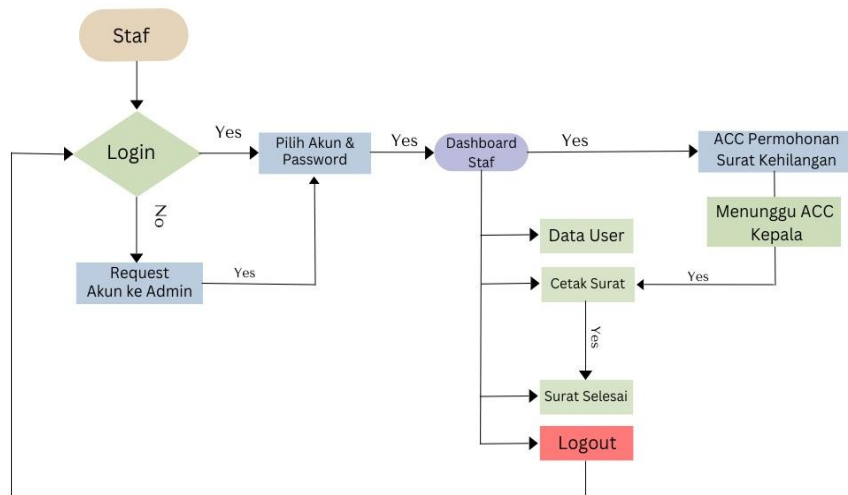 Staf
Login
Yes
Pilih Akun &
Password
Yes
Dashboard
Staf
Yes
ACC Permohonan
Surat Kehilangan
No
Request
Akun ke Admin
Yes
Menunggu ACC
Kepala
Data User
Cetak Surat
Yes
Yes
Surat Selesai
Logout